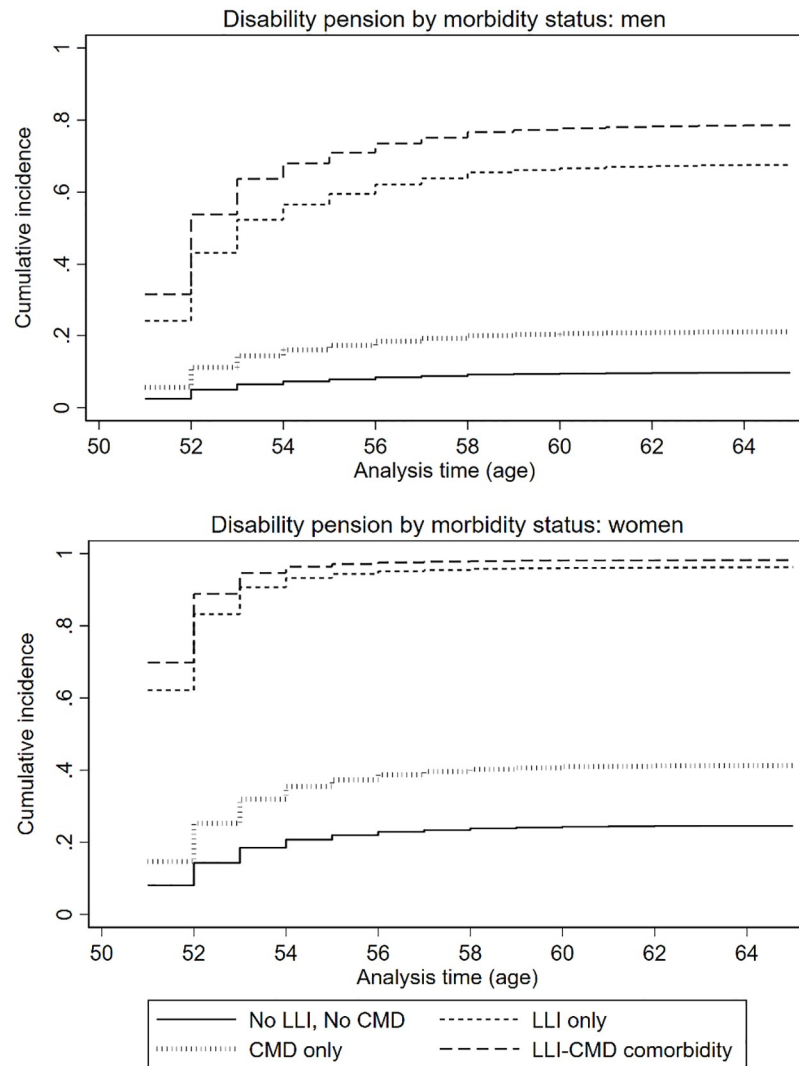 Disability pension by morbidity status: men
Cumulative incidence
1
.8
.6
.4
.2
0
50 52 54 56 58 60 62 64
Analysis time (age)
Disability pension by morbidity status: women
Cumulative incidence
1
.8
.6
.4
.2
0
50 52 54 56 58 60 62 64
Analysis time (age)
No LLI, No CMD LLI only
CMD only LLI-CMD comorbidity